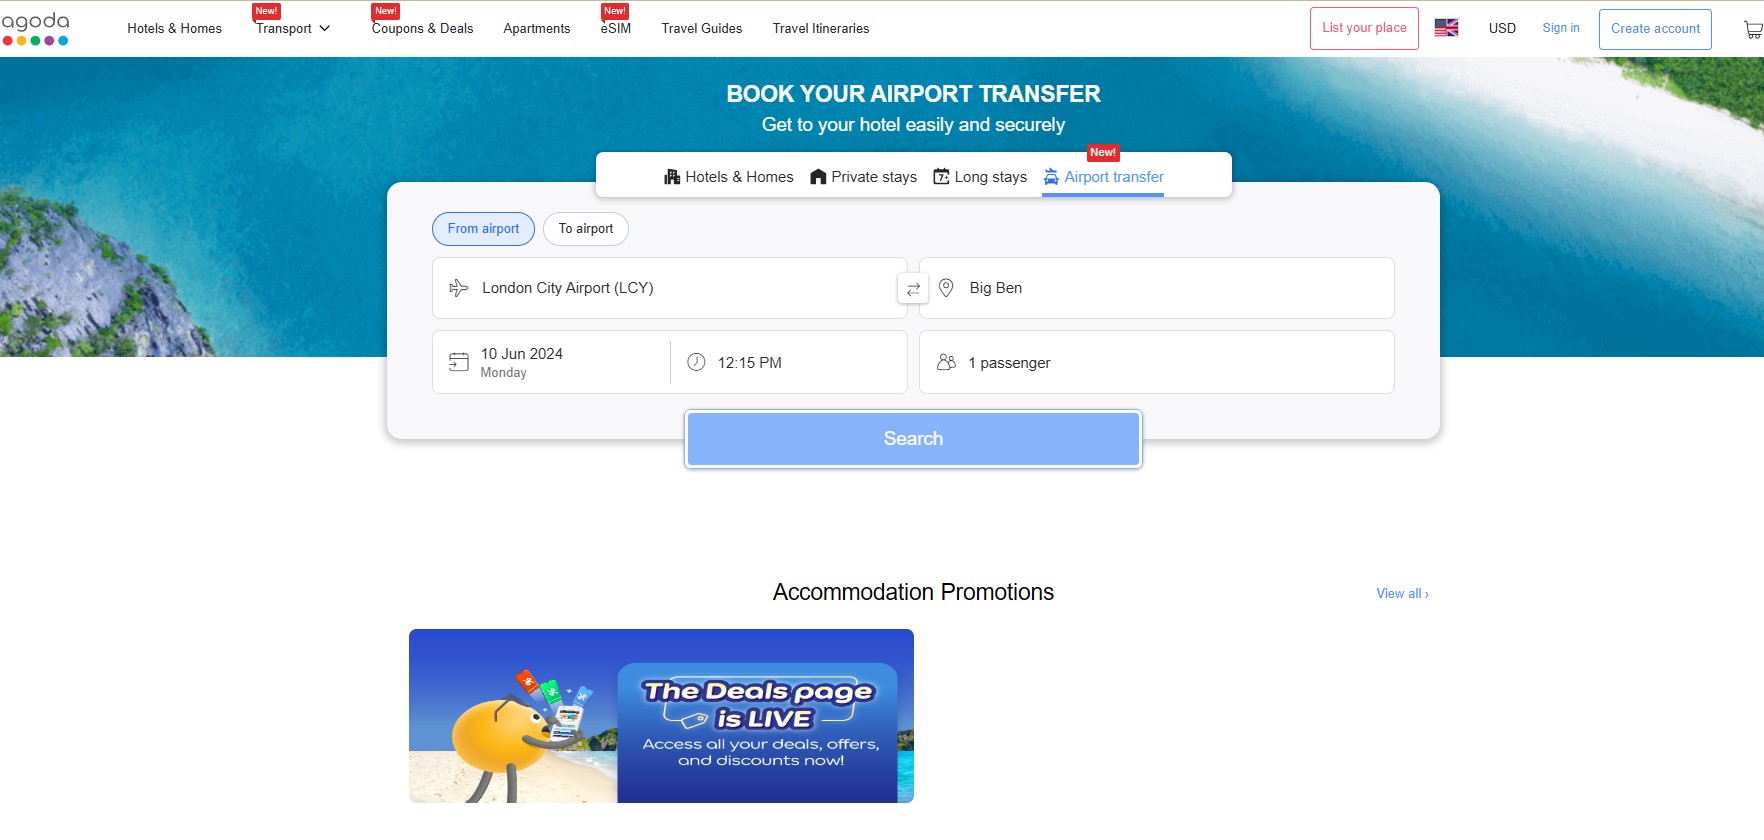 agoda
Hotels & Homes
New!
Transport
New!
Coupons & Deals
Apartments
New!
eSIM
Travel Guides
Travel Itineraries
List your place
USD
Sign in
Create account
BOOK YOUR AIRPORT TRANSFER
Get to your hotel easily and securely
Hotels & Homes
Private stays
7+
Long stays
New!
Airport transfer
From airport
To airport
London City Airport (LCY)
Big Ben
10 Jun 2024
Monday
12:15 PM
1 passenger
Search
Accommodation Promotions
View all ›
The Deals page
is LIVE
Access all your deals, offers,
and discounts now!